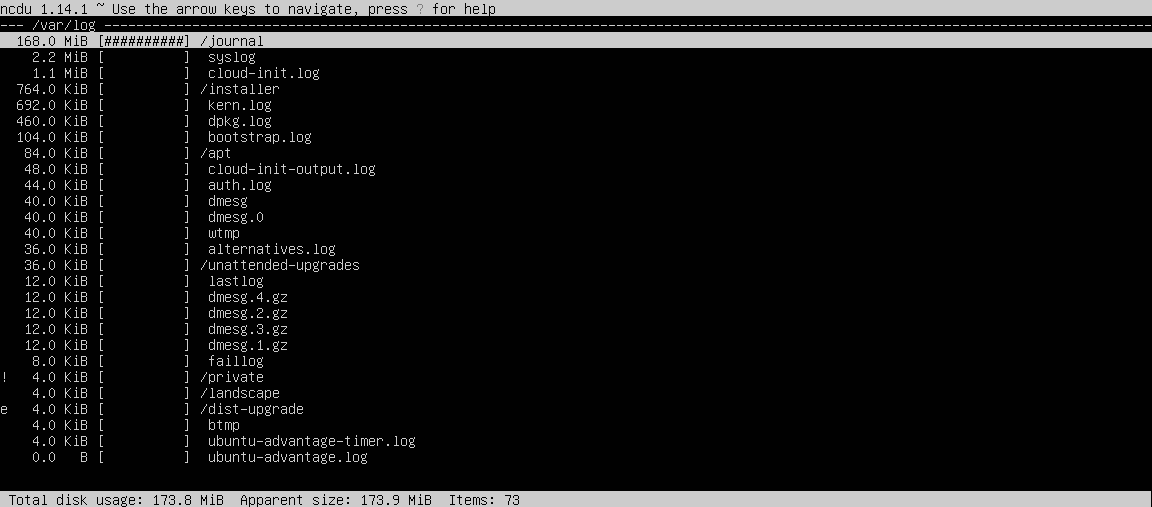 ncdu 1.14.1 ~ Use the arrow keys to navigate, press ? for help
--- /var/log ---
  168.0 MiB [##########] /journal
    2.2 MiB [          ]  syslog
    1.1 MiB [          ]  cloud-init.log
  764.0 KiB [          ] /installer
  692.0 KiB [          ]  kern.log
  460.0 KiB [          ]  dpkg.log
  104.0 KiB [          ]  bootstrap.log
   84.0 KiB [          ] /apt
   48.0 KiB [          ]  cloud-init-output.log
   44.0 KiB [          ]  auth.log
   40.0 KiB [          ]  dmesg
   40.0 KiB [          ]  dmesg.0
   40.0 KiB [          ]  wtmp
   36.0 KiB [          ]  alternatives.log
   36.0 KiB [          ] /unattended-upgrades
   12.0 KiB [          ]  lastlog
   12.0 KiB [          ]  dmesg.4.gz
   12.0 KiB [          ]  dmesg.2.gz
   12.0 KiB [          ]  dmesg.3.gz
   12.0 KiB [          ]  dmesg.1.gz
    8.0 KiB [          ]  faillog
!   4.0 KiB [          ] /private
    4.0 KiB [          ] /landscape
e   4.0 KiB [          ] /dist-upgrade
    4.0 KiB [          ]  btmp
    4.0 KiB [          ]  ubuntu-advantage-timer.log
    0.0   B [          ]  ubuntu-advantage.log
 Total disk usage: 173.8 MiB  Apparent size: 173.9 MiB  Items: 73